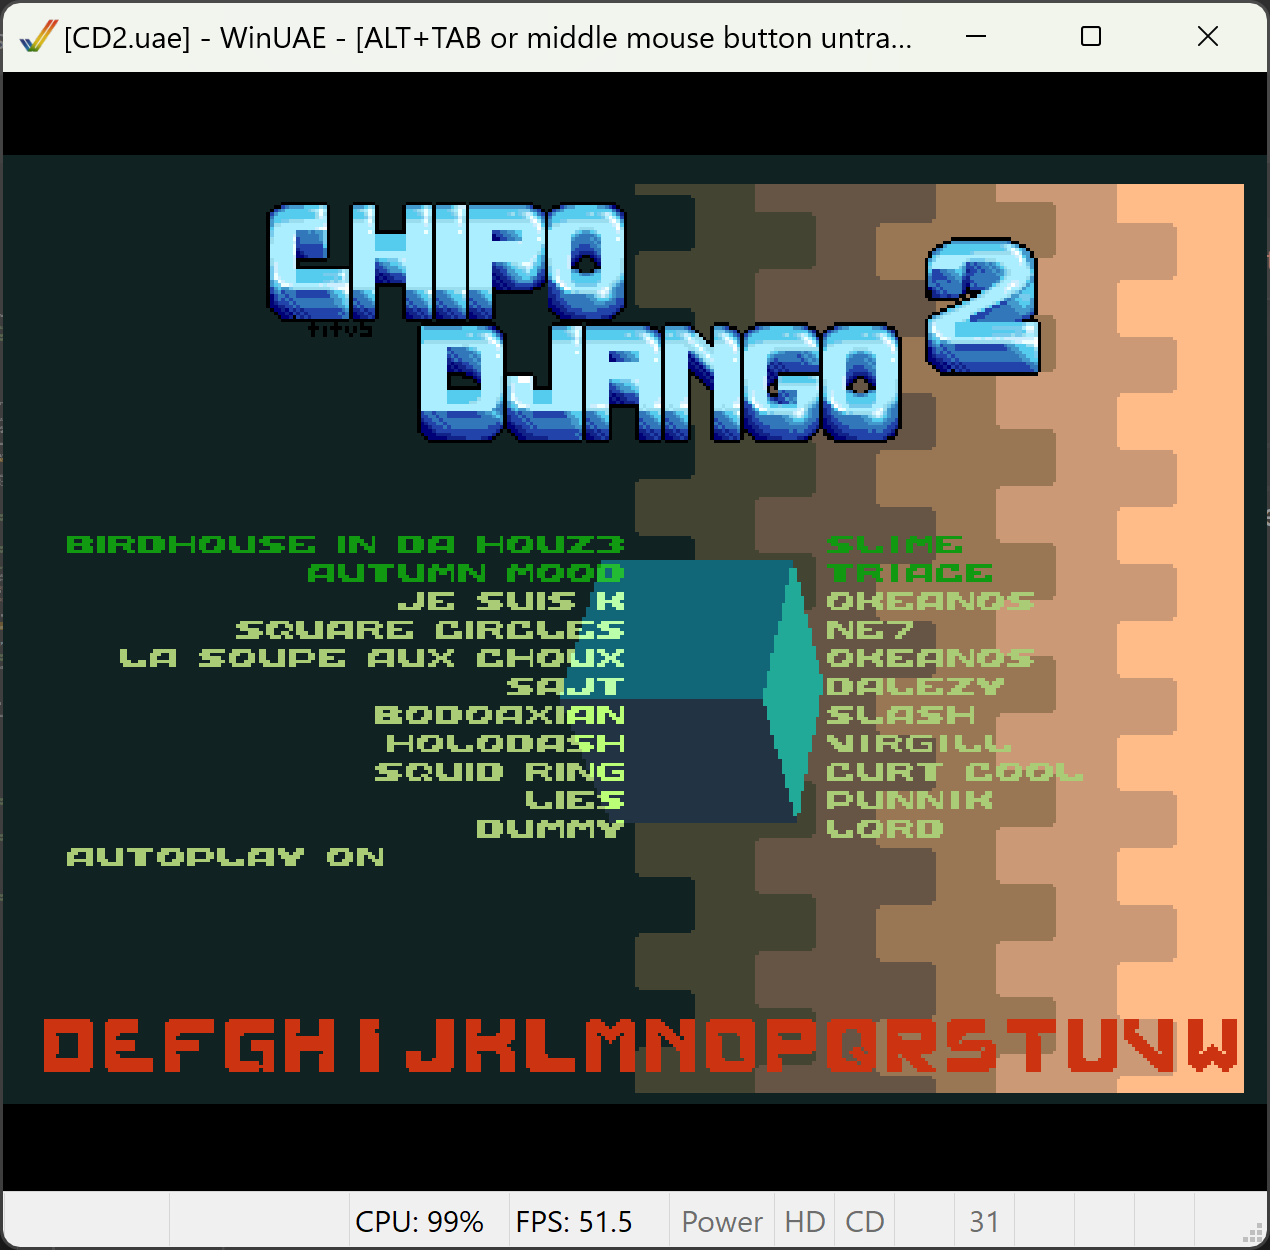 [CD2.uae] - WinUAE - [ALT+TAB or middle mouse button untra...
CHIPO
titus
DJANGO 2
BIRDHOUSE IN DA HOUZ3 SLIME
AUTUMN MOOD TRIACE
JE SUIS K OKEANOS
SQUARE CIRCLES NE7
LA SOUPE AUX CHOUX OKEANOS
SAJT DALEZY
BODOAXIAN SLASH
HOLODASH VIRGILL
SQUID RING CURT COOL
LIES PUNNIK
DUMMY LORD
AUTOPLAY ON
DEFGHIJKLMNOPQRSTUVW
CPU: 99% FPS: 51.5 Power HD CD 31